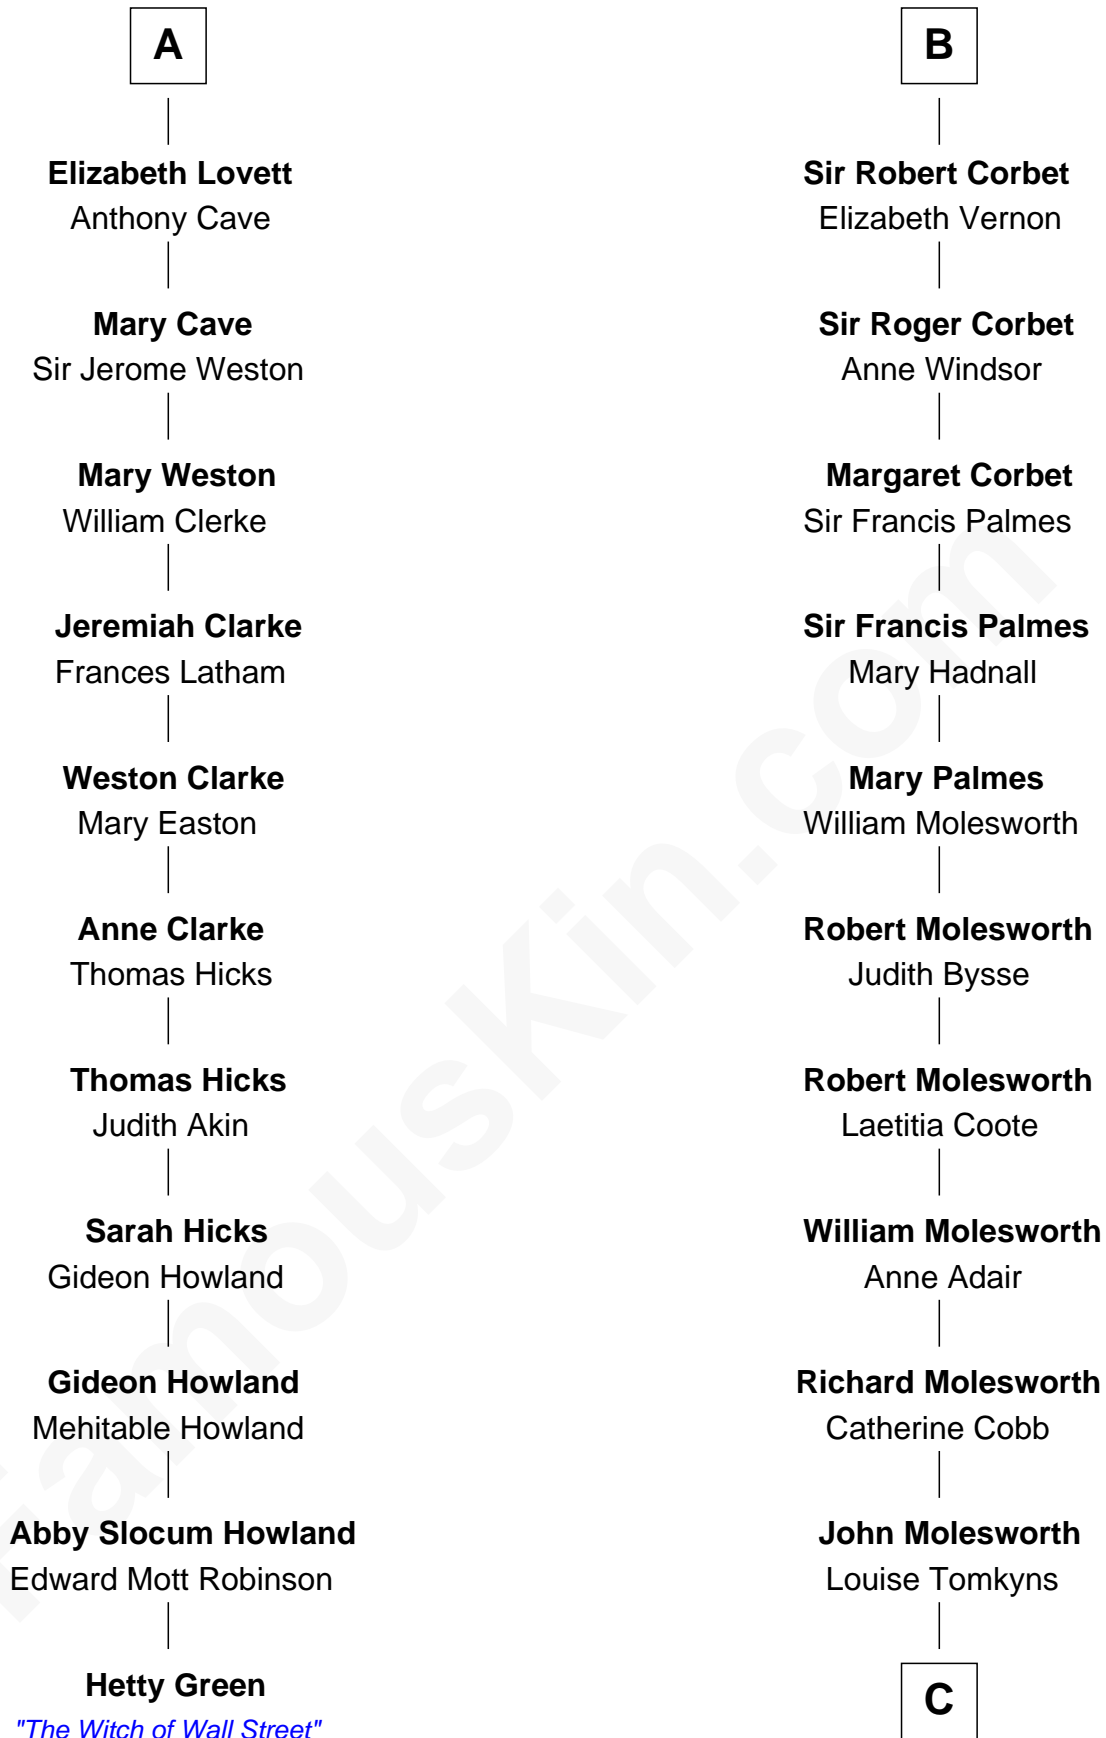 A
Elizabeth Lovett
Anthony Cave
Mary Cave
Sir Jerome Weston
Mary Weston
William Clerke
Jeremiah Clarke
Frances Latham
Weston Clarke
Mary Easton
Anne Clarke
Thomas Hicks
Thomas Hicks
Judith Akin
Sarah Hicks
Gideon Howland
Gideon Howland
Mehitable Howland
Abby Slocum Howland
Edward Mott Robinson
Hetty Green
"The Witch of Wall Street"
B
Sir Robert Corbet
Elizabeth Vernon
Sir Roger Corbet
Anne Windsor
Margaret Corbet
Sir Francis Palmes
Sir Francis Palmes
Mary Hadnall
Mary Palmes
William Molesworth
Robert Molesworth
Judith Bysse
Robert Molesworth
Laetitia Coote
William Molesworth
Anne Adair
Richard Molesworth
Catherine Cobb
John Molesworth
Louise Tomkyns
C
FamousKin.com